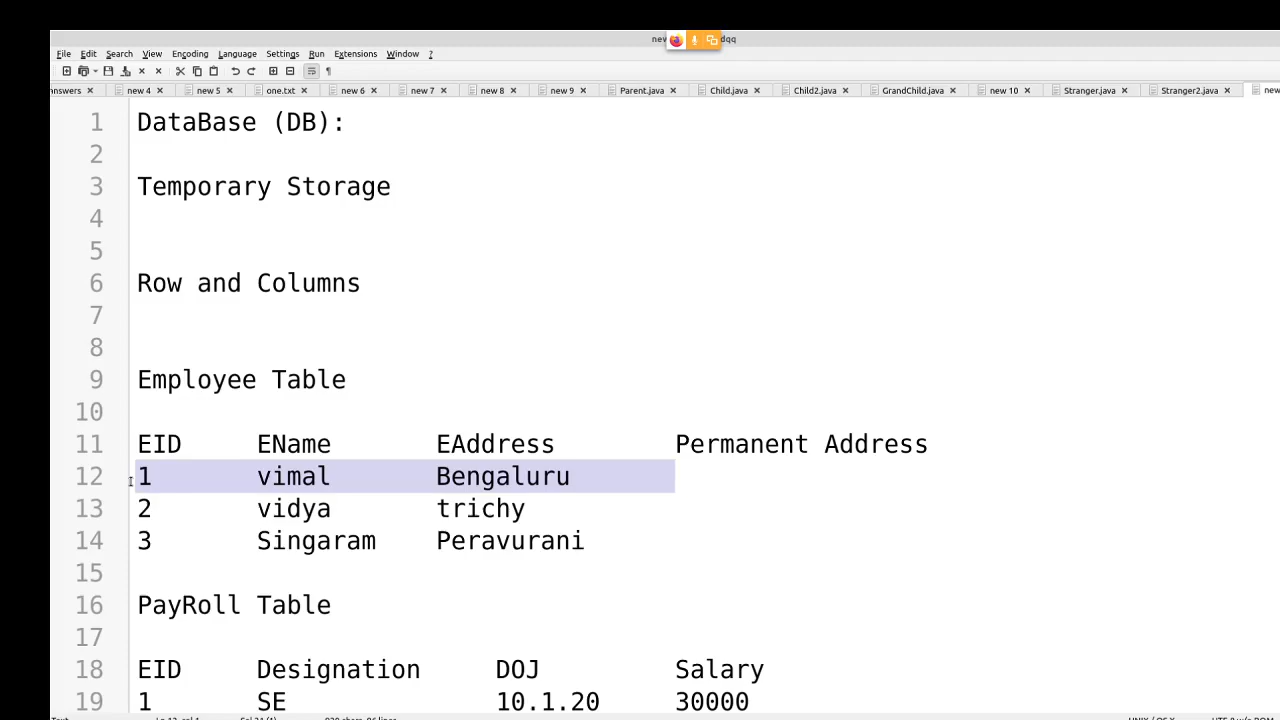 new dqq
File Edit Search View Encoding Language Settings Run Extensions Window ?
nswers new 4 new 5 one.txt new 6 new 7 new 8 new 9 Parent.java Child.java Child2.java GrandChild.java new 10 Stranger.java Stranger2.java new
1 DataBase (DB):
2
3 Temporary Storage
4
5
6 Row and Columns
7
8
9 Employee Table
10
11 EID EName EAddress Permanent Address
12 1 vimal Bengaluru
13 2 vidya trichy
14 3 Singaram Peravurani
15
16 PayRoll Table
17
18 EID Designation DOJ Salary
19 1 SE 10.1.20 30000